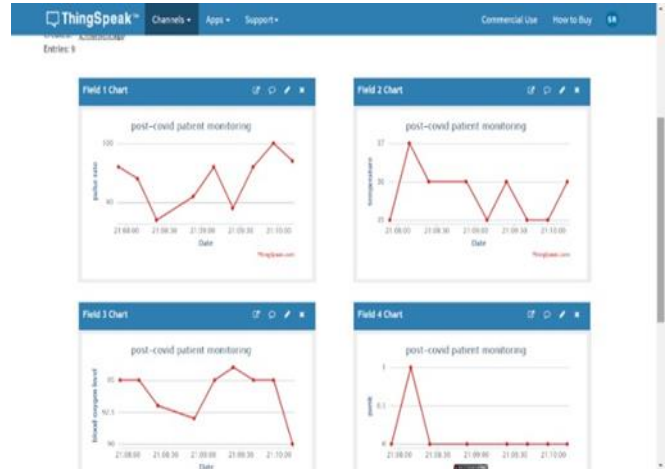 ThingSpeak™ Channels Apps Support Commercial Use How to Buy SR
Entries: 9
Field 1 Chart
post-covid patient monitoring
100
90
pulse rate
21:08:00 21:08:30 21:09:00 21:09:30 21:10:00
Date
ThingSpeak.com
Field 2 Chart
post-covid patient monitoring
37
36
35
temperature
21:08:00 21:08:30 21:09:00 21:09:30 21:10:00
Date
ThingSpeak.com
Field 3 Chart
post-covid patient monitoring
95
92.5
90
blood oxygen level
21:08:00 21:08:30 21:09:00 21:09:30 21:10:00
Date
Field 4 Chart
post-covid patient monitoring
1
0.5
0
21:08:00 21:08:30 21:09:00 21:09:30 21:10:00